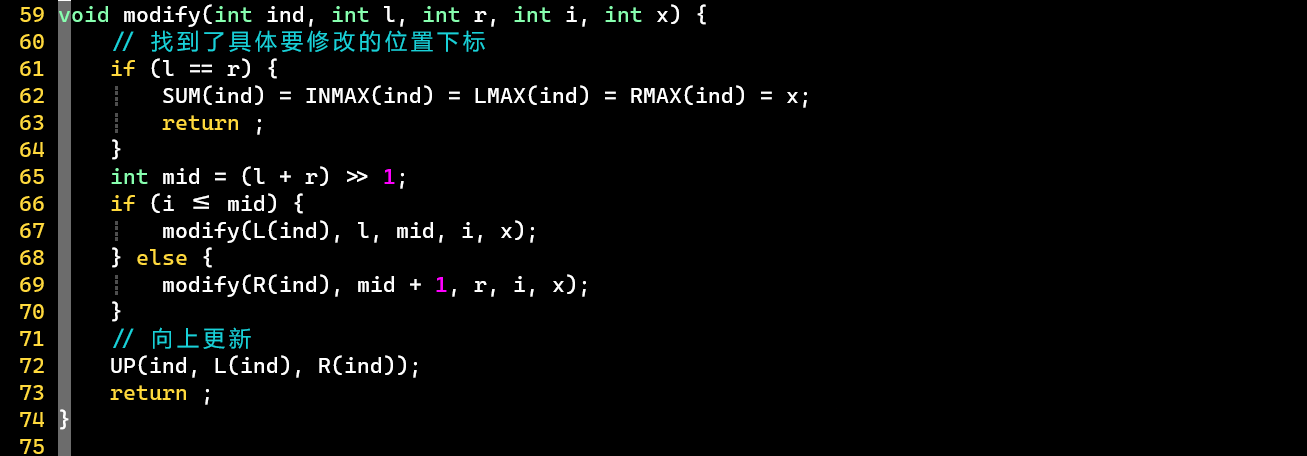 59 void modify(int ind, int l, int r, int i, int x) {
60     // 找到了具体要修改的位置下标
61     if (l == r) {
62         SUM(ind) = INMAX(ind) = LMAX(ind) = RMAX(ind) = x;
63         return ;
64     }
65     int mid = (l + r) >> 1;
66     if (i <= mid) {
67         modify(L(ind), l, mid, i, x);
68     } else {
69         modify(R(ind), mid + 1, r, i, x);
70     }
71     // 向上更新
72     UP(ind, L(ind), R(ind));
73     return ;
74 }
75